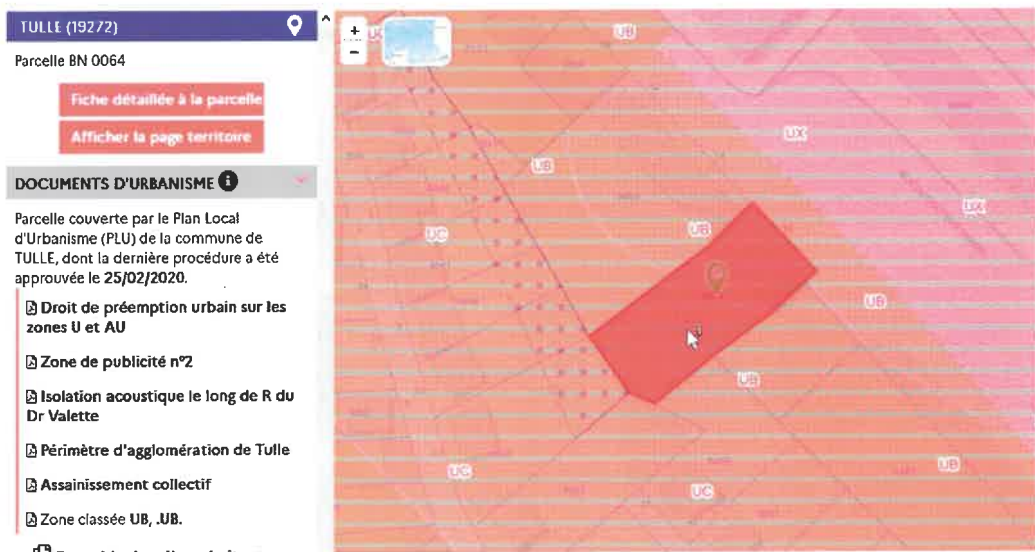 TULLE (19272)
Parcelle BN 0064
Fiche détaillée à la parcelle
Afficher la page territoire
DOCUMENTS D'URBANISME
Parcelle couverte par le Plan Local
d'Urbanisme (PLU) de la commune de
TULLE, dont la dernière procédure a été
approuvée le 25/02/2020.
Droit de préemption urbain sur les
zones U et AU
Zone de publicité n°2
Isolation acoustique le long de R du
Dr Valette
Périmètre d'agglomération de Tulle
Assainissement collectif
Zone classée UB, .UB.
+
-
UC
UB
UX
UB
UX
UC
UB
UB
UB
UC
UC
UB